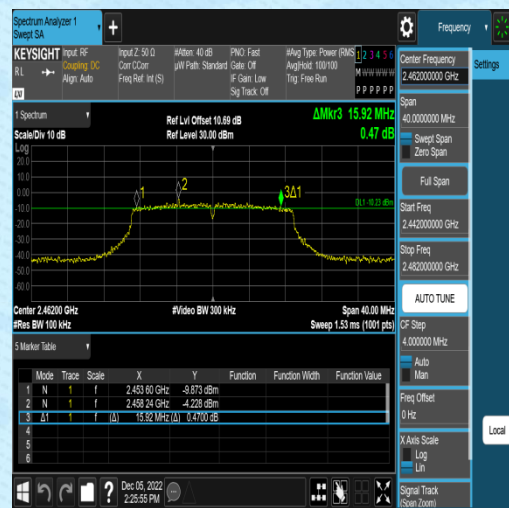 Spectrum Analyzer 1
Swept SA
Frequency
KEYSIGHT
RL
Input: RF
Coupling: DC
Align: Auto
Input Z: 50 Ω
Corr CCorr
Freq Ref: Int (S)
#Atten: 40 dB
µW Path: Standard
PNO: Fast
Gate: Off
IF Gain: Low
Sig Track: Off
#Avg Type: Power (RMS
Avg|Hold: 100/100
Trig: Free Run
1 2 3 4 5 6
M W W W W W
P P P P P P
1 Spectrum
Scale/Div 10 dB
Ref Lvl Offset 10.69 dB
Ref Level 30.00 dBm
ΔMkr3 15.92 MHz
0.47 dB
Log
20.0
10.0
0.00
-10.0
-20.0
-30.0
-40.0
-50.0
-60.0
1
2
3Δ1
DL1 -10.23 dBm
Center 2.46200 GHz
#Res BW 100 kHz
#Video BW 300 kHz
Span 40.00 MHz
Sweep 1.53 ms (1001 pts)
5 Marker Table
Mode Trace Scale X Y Function Function Width Function Value
1 N 1 f 2.453 60 GHz -9.873 dBm
2 N 1 f 2.458 24 GHz -4.228 dBm
3 Δ1 1 f (Δ) 15.92 MHz (Δ) 0.4700 dB
4
5
6
Dec 05, 2022
2:25:55 PM
Center Frequency
2.462000000 GHz
Span
40.0000000 MHz
Swept Span
Zero Span
Full Span
Start Freq
2.442000000 GHz
Stop Freq
2.482000000 GHz
AUTO TUNE
CF Step
4.000000 MHz
Auto
Man
Freq Offset
0 Hz
X Axis Scale
Log
Lin
Signal Track
(Span Zoom)
Settings
Local